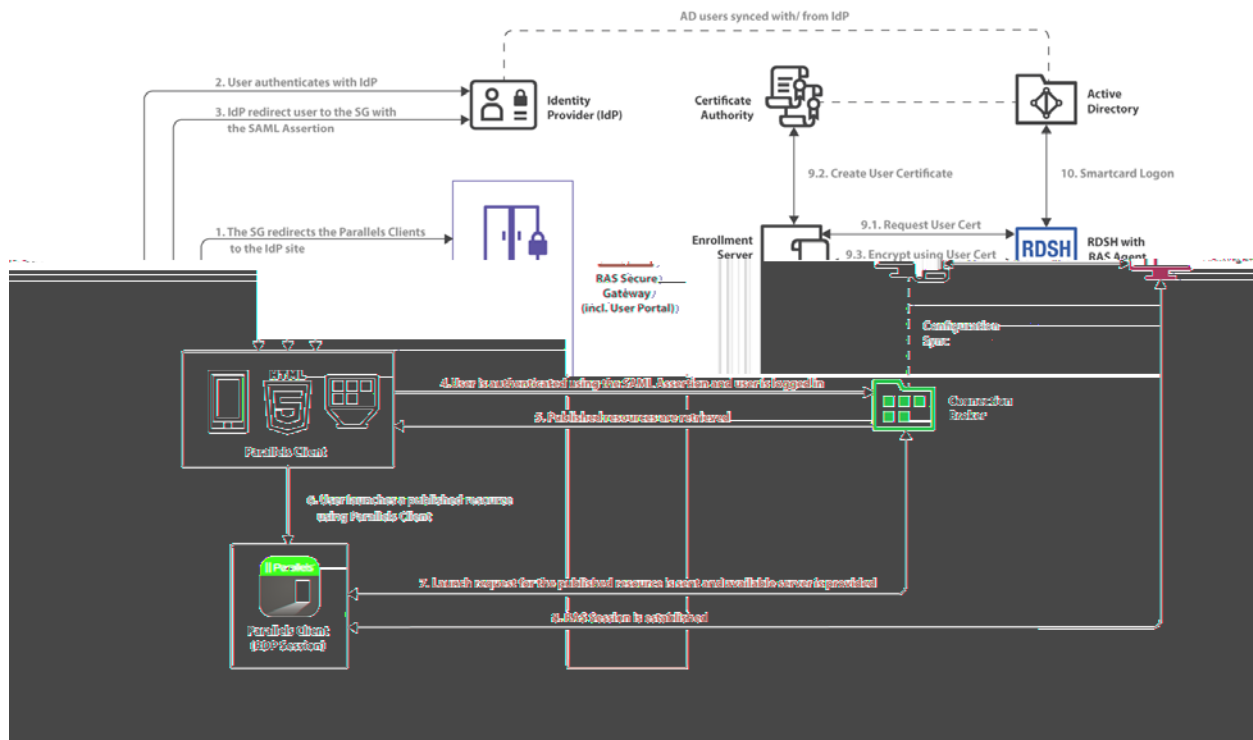 AD users synced with/ from IdP
2. User authenticates with IdP
3. IdP redirect user to the SG with
the SAML Assertion
Identity
Provider (IdP)
Certificate
Authority
Active
Directory
9.2. Create User Certificate
10. Smartcard Logon
1. The SG redirects the Parallels Clients
to the IdP site
Enrollment
Server
9.1. Request User Cert
9.3. Encrypt using User Cert
RDSH
RDSH with
RAS Agent
RAS Secure
Gateway
(incl. User Portal)
Configuration
Sync
HTML
5
Parallels Client
4. User is authenticated using the SAML Assertion and user is logged in
5. Published resources are retrieved
Connection
Broker
6. User launches a published resource
using Parallels Client
Parallels
Parallels Client
(RDP Session)
7. Launch request for the published resource is sent and available server is provided
8. RAS Session is established